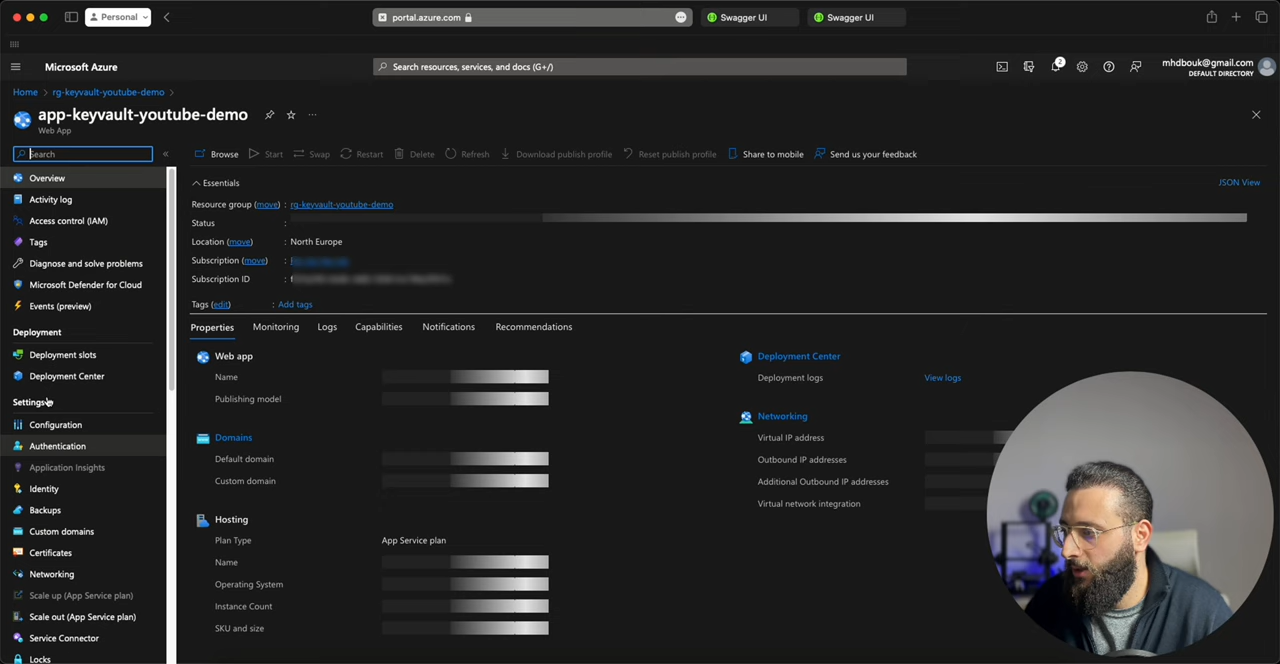 Personal
portal.azure.com
Swagger UI
Swagger UI
Microsoft Azure
Search resources, services, and docs (G+/)
2
mhdbouk@gmail.com
DEFAULT DIRECTORY
Home > rg-keyvault-youtube-demo >
app-keyvault-youtube-demo
Web App
Search
Browse
Start
Swap
Restart
Delete
Refresh
Download publish profile
Reset publish profile
Share to mobile
Send us your feedback
Overview
Activity log
Access control (IAM)
Tags
Diagnose and solve problems
Microsoft Defender for Cloud
Events (preview)
Deployment
Deployment slots
Deployment Center
Settings
Configuration
Authentication
Application Insights
Identity
Backups
Custom domains
Certificates
Networking
Scale up (App Service plan)
Scale out (App Service plan)
Service Connector
Locks
Essentials
JSON View
Resource group (move) : rg-keyvault-youtube-demo
Status :
Location (move) : North Europe
Subscription (move) :
Subscription ID :
Tags (edit) : Add tags
Properties
Monitoring
Logs
Capabilities
Notifications
Recommendations
Web app
Name
Publishing model
Domains
Default domain
Custom domain
Hosting
Plan Type App Service plan
Name
Operating System
Instance Count
SKU and size
Deployment Center
Deployment logs View logs
Networking
Virtual IP address
Outbound IP addresses
Additional Outbound IP addresses
Virtual network integration